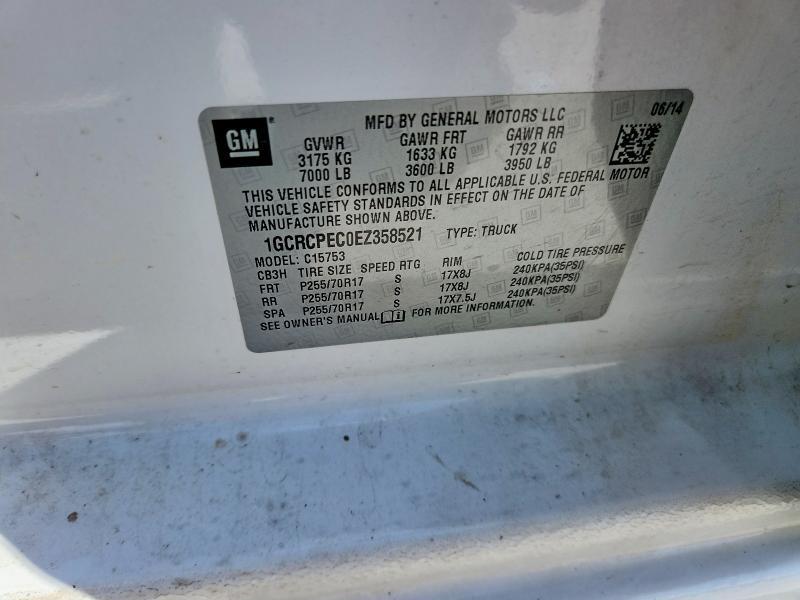 GM
06/14
MFD BY GENERAL MOTORS LLC
GVWR GAWR FRT GAWR RR
3175 KG 1633 KG 1792 KG
7000 LB 3600 LB 3950 LB
THIS VEHICLE CONFORMS TO ALL APPLICABLE U.S. FEDERAL MOTOR
VEHICLE SAFETY STANDARDS IN EFFECT ON THE DATE OF
MANUFACTURE SHOWN ABOVE.
1GCRCPEC0EZ358521 TYPE: TRUCK
MODEL: C15753
CB3H TIRE SIZE SPEED RTG RIM COLD TIRE PRESSURE
FRT P255/70R17 S 17X8J 240KPA(35PSI)
RR P255/70R17 S 17X8J 240KPA(35PSI)
SPA P255/70R17 S 17X7.5J 240KPA(35PSI)
SEE OWNER'S MANUAL FOR MORE INFORMATION.